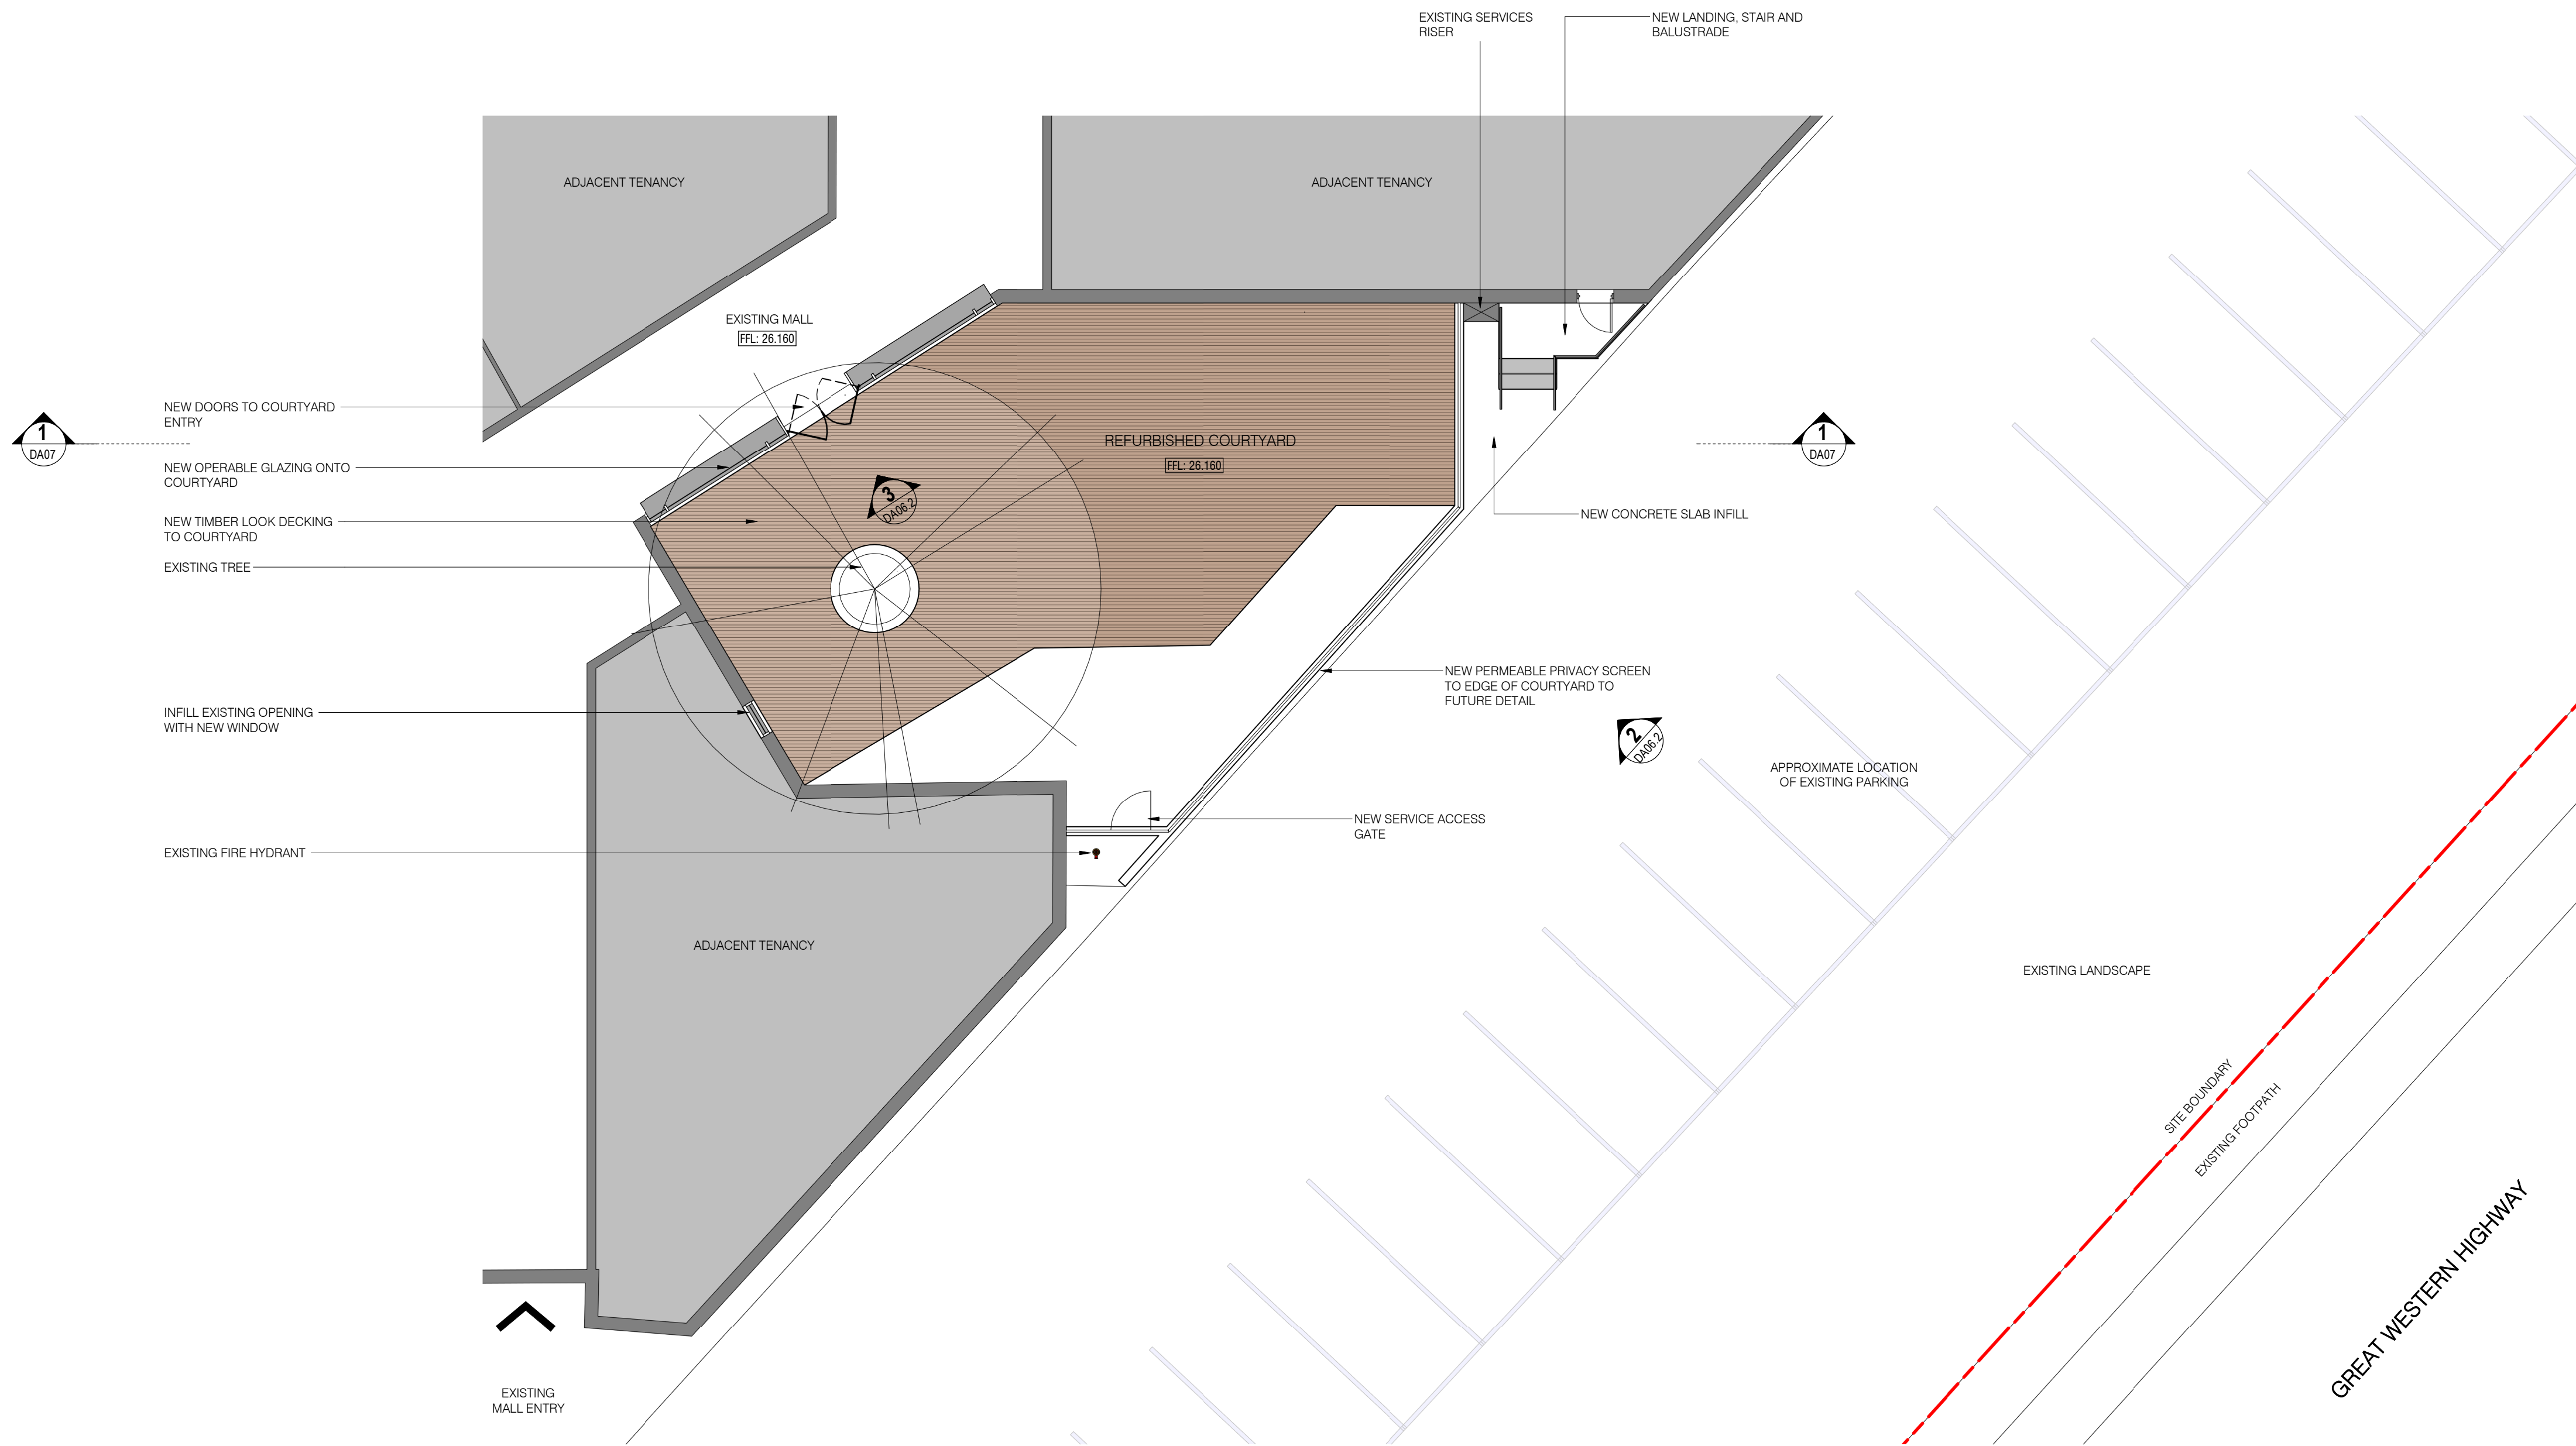 EXISTING SERVICES
RISER
NEW LANDING, STAIR AND
BALUSTRADE
ADJACENT TENANCY
ADJACENT TENANCY
EXISTING MALL
FFL: 26.160
NEW DOORS TO COURTYARD
ENTRY
1
DA07
REFURBISHED COURTYARD
FFL: 26.160
1
DA07
NEW OPERABLE GLAZING ONTO
COURTYARD
3
DA06.2
NEW TIMBER LOOK DECKING
TO COURTYARD
NEW CONCRETE SLAB INFILL
EXISTING TREE
NEW PERMEABLE PRIVACY SCREEN
TO EDGE OF COURTYARD TO
FUTURE DETAIL
INFILL EXISTING OPENING
WITH NEW WINDOW
2
DA06.2
APPROXIMATE LOCATION
OF EXISTING PARKING
NEW SERVICE ACCESS
GATE
EXISTING FIRE HYDRANT
ADJACENT TENANCY
EXISTING LANDSCAPE
SITE BOUNDARY
EXISTING FOOTPATH
GREAT WESTERN HIGHWAY
EXISTING
MALL ENTRY